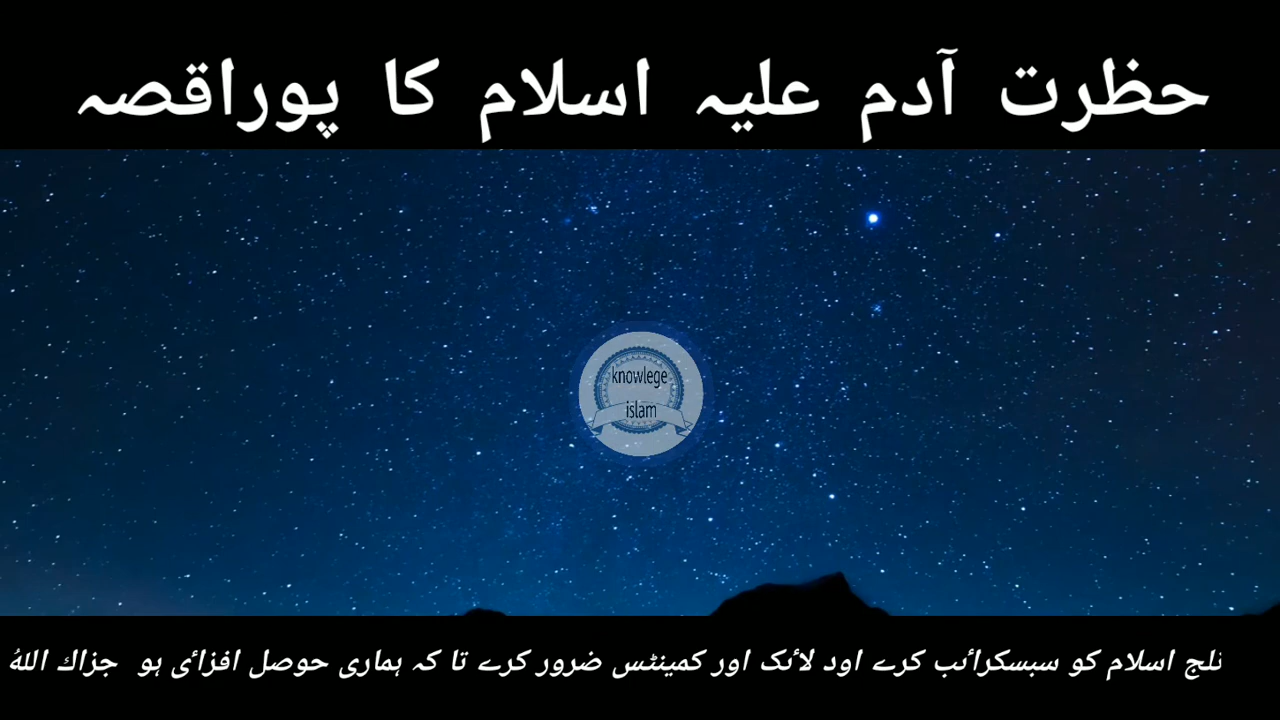 حظرت آدم علیہ اسلام کا پوراقصہ
knowlege
islam
اسلام کو سبسکرائب کرے اود لائک اور کمینٹس ضرور کرے تا کہ ہماری حوصل افزائی ہو جزاك اللهُ